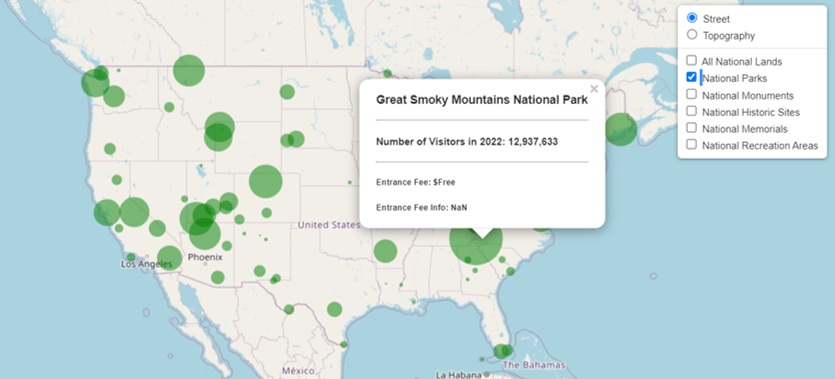 Great Smoky Mountains National Park
×
Number of Visitors in 2022: 12,937,633
Entrance Fee: $Free
Entrance Fee Info: NaN
Street
Topography
All National Lands
National Parks
National Monuments
National Historic Sites
National Memorials
National Recreation Areas
United States
Los Angeles
Phoenix
México
La Habana
The Bahamas